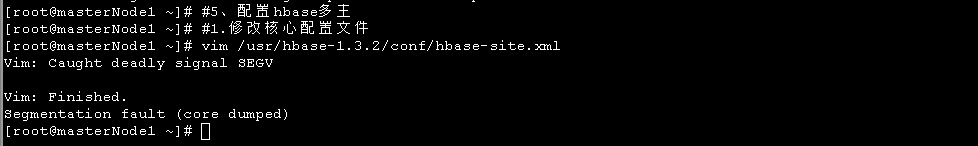 [root@masterNode1 ~]# #5、配置hbase多主
[root@masterNode1 ~]# #1.修改核心配置文件
[root@masterNode1 ~]# vim /usr/hbase-1.3.2/conf/hbase-site.xml
Vim: Caught deadly signal SEGV
Vim: Finished.
Segmentation fault (core dumped)
[root@masterNode1 ~]#